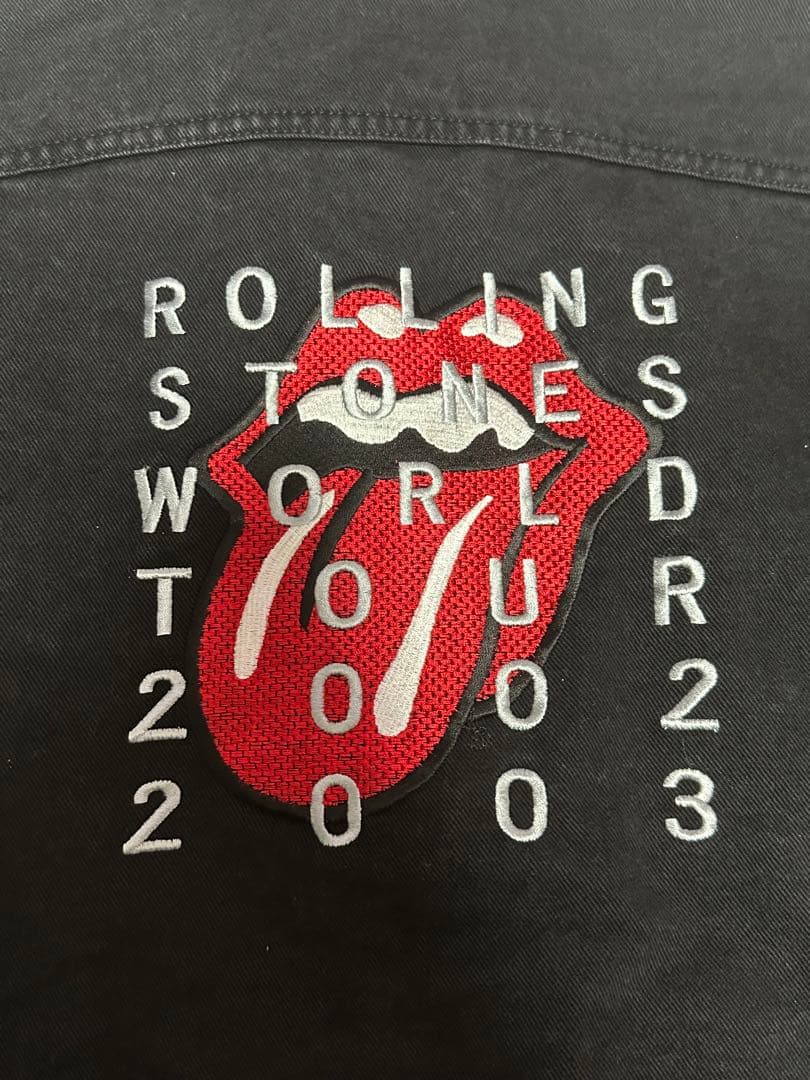 ROLLING
STONES
WORLD
TOUR
2002
2003